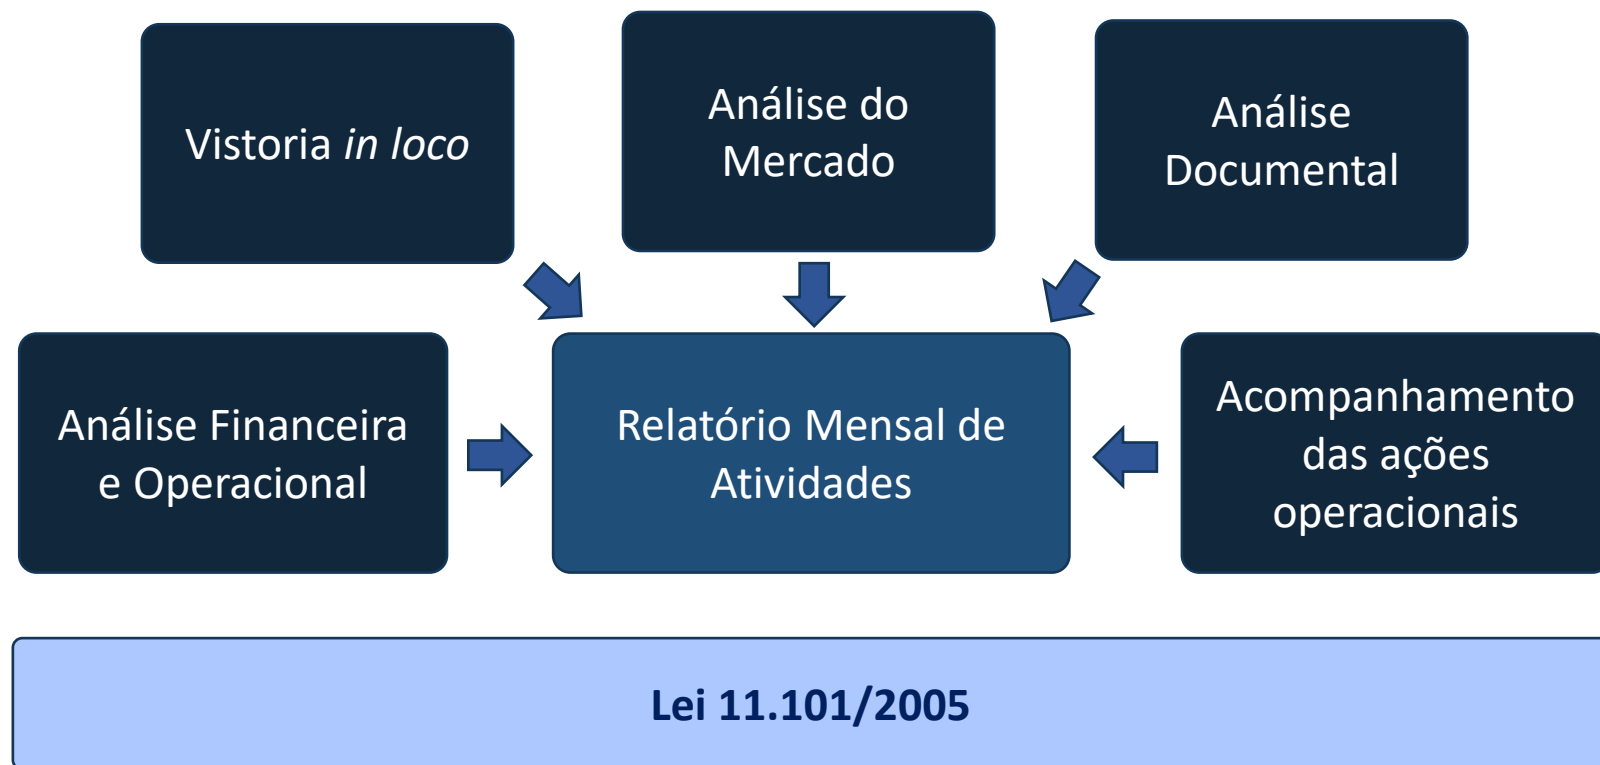 Vistoria in loco
Análise do
Mercado
Análise
Documental
Análise Financeira
e Operacional
Relatório Mensal de
Atividades
Acompanhamento
das ações
operacionais
Lei 11.101/2005